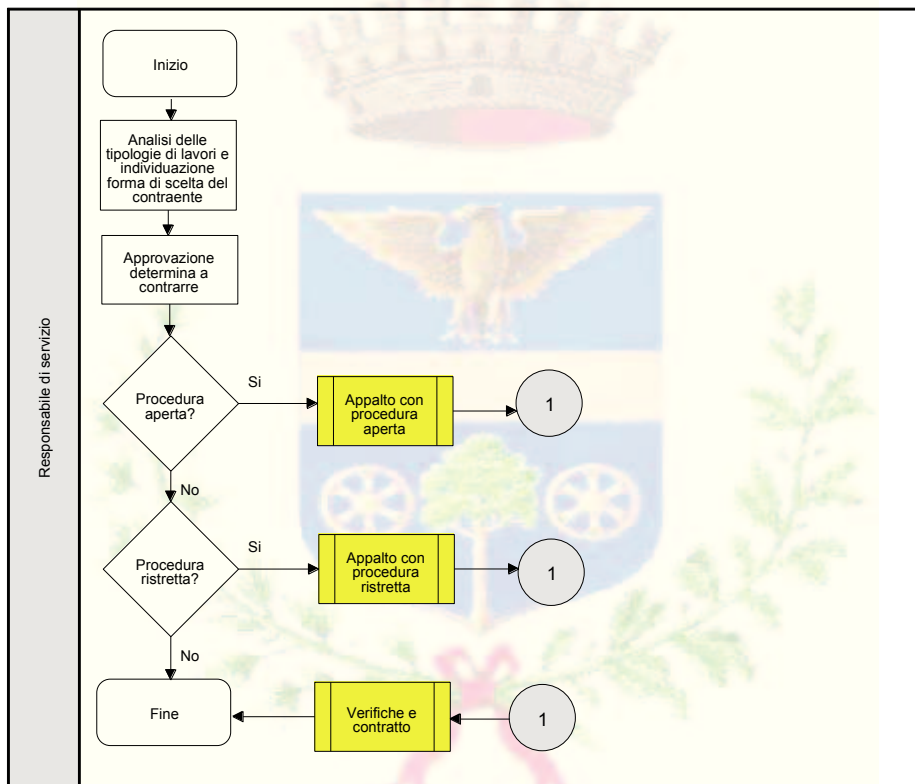 Responsabile di servizio
Inizio
Analisi delle
tipologie di lavori e
individuazione
forma di scelta del
contraente
Approvazione
determina a
contrarre
Procedura
aperta?
Si
Appalto con
procedura
aperta
1
No
Procedura
ristretta?
Si
Appalto con
procedura
ristretta
1
No
Fine
Verifiche e
contratto
1